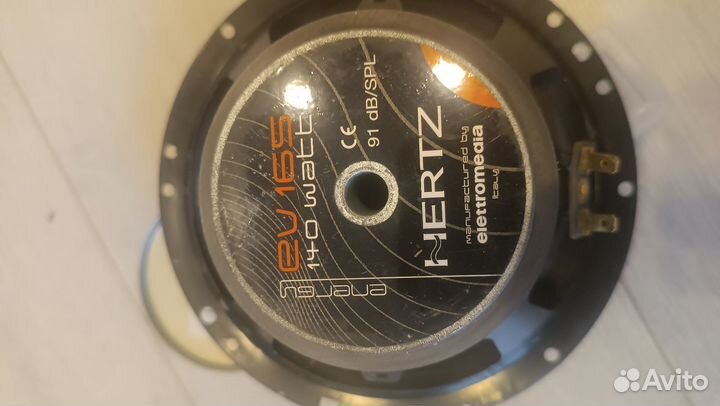 energy
ev 165
140 watt
CE
91 dB/SPL
HERTZ
manufactured by
elettromedia
Italy
Avito